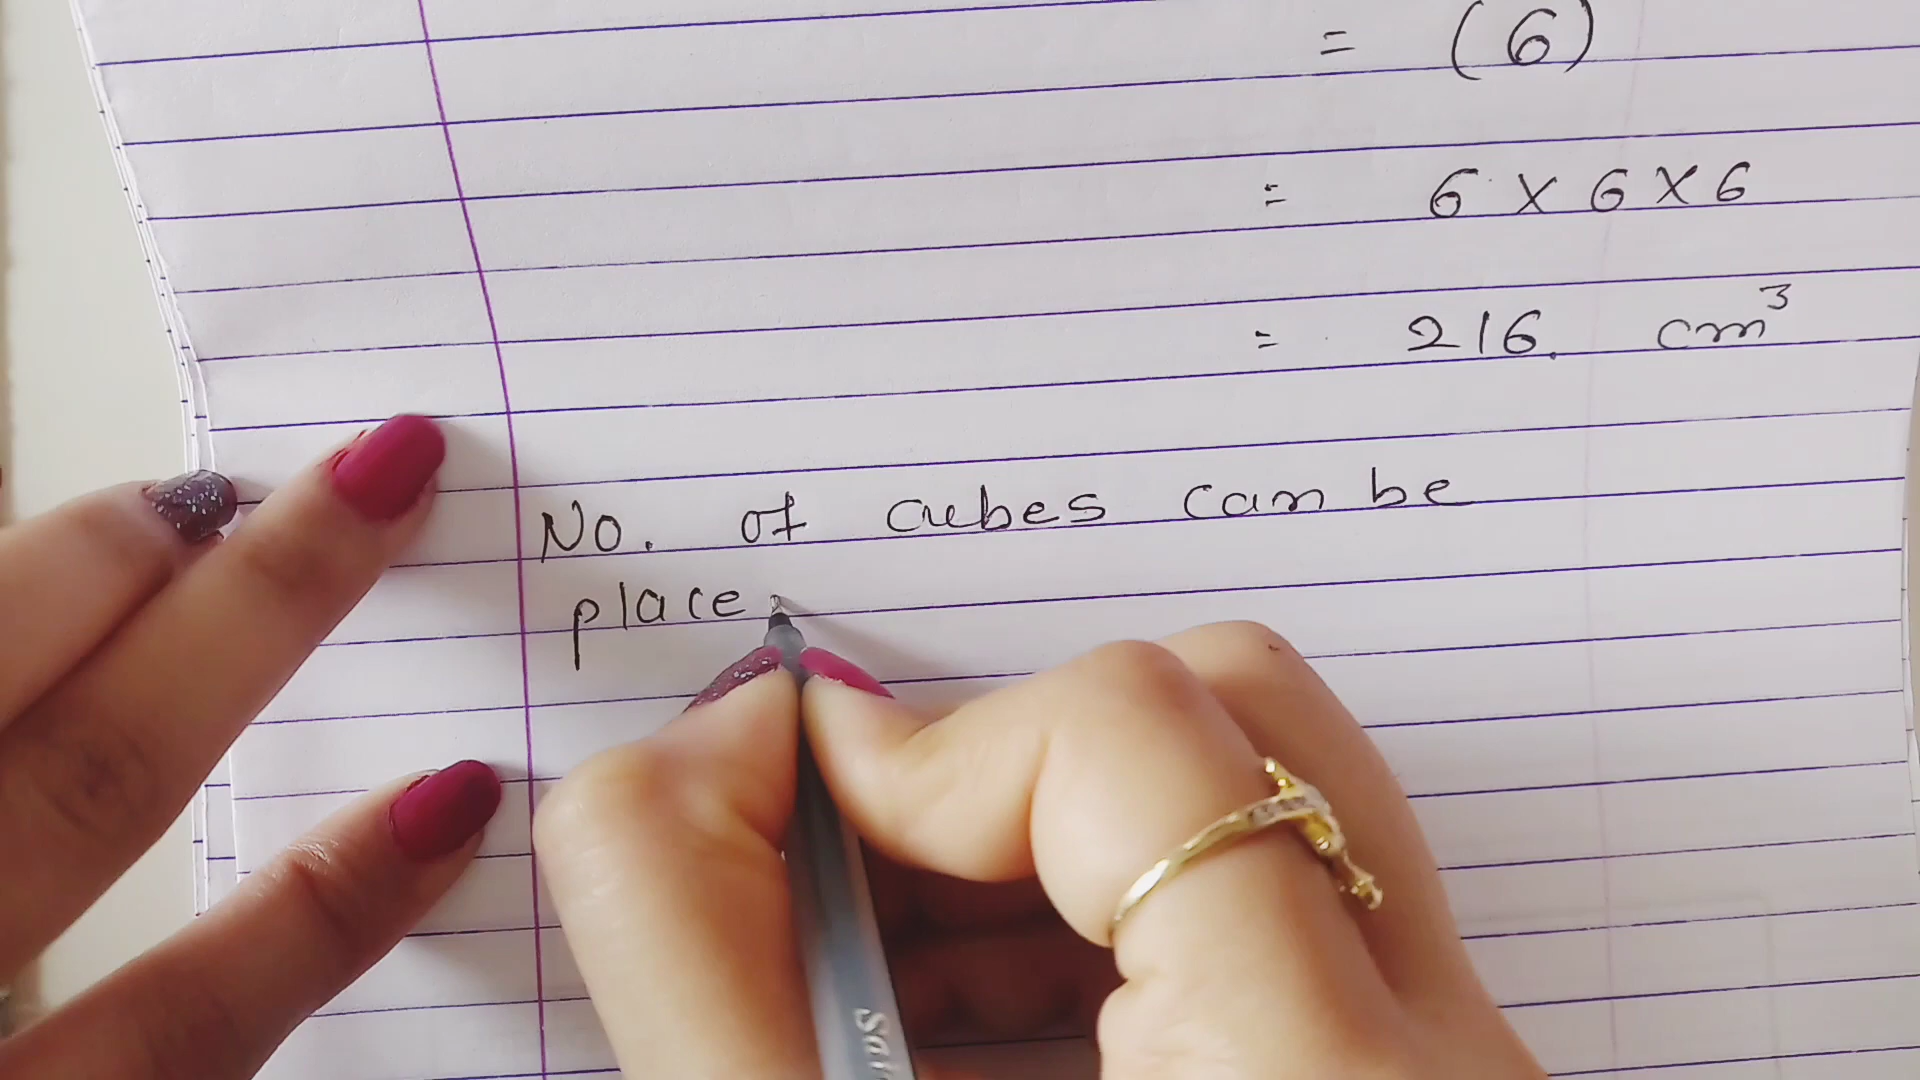 = (6)
= 6 × 6 × 6
= 216. cm³
No. of cubes can be
place